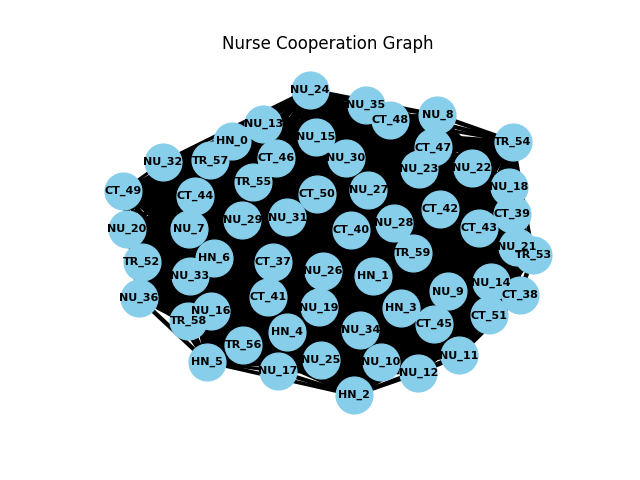 Nurse Cooperation Graph
NU_24
NU_35
NU_8
CT_48
NU_13
NU_15
HN_0
TR_54
CT_47
CT_46
NU_30
TR_57
NU_32
NU_23
NU_22
TR_55
NU_18
NU_27
CT_49
CT_50
CT_44
CT_42
CT_39
NU_31
NU_29
NU_28
CT_43
NU_20
NU_7
CT_40
NU_21
TR_59
TR_53
HN_6
TR_52
CT_37
NU_26
NU_33
HN_1
NU_14
NU_9
CT_38
NU_36
CT_41
NU_19
HN_3
NU_16
CT_51
TR_58
CT_45
NU_34
HN_4
TR_56
NU_11
NU_25
HN_5
NU_10
NU_17
NU_12
HN_2